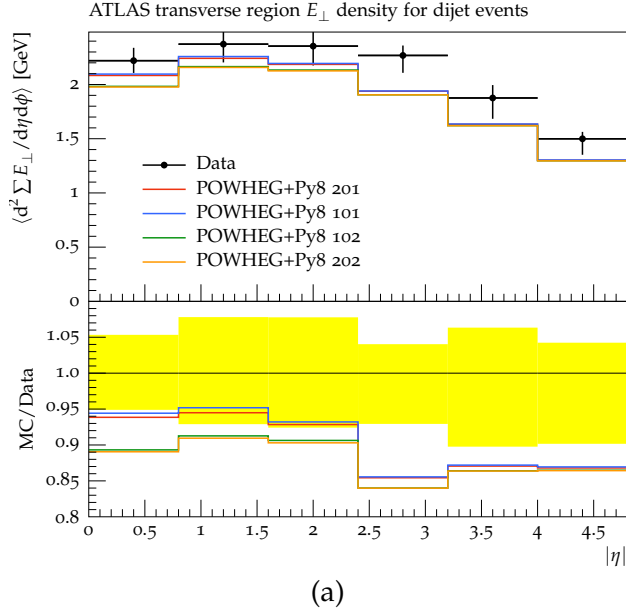 ATLAS transverse region E⊥ density for dijet events
⟨d² ∑ E⊥/dηdϕ⟩ [GeV]
2
1.5
1
0.5
0
Data
POWHEG+Py8 201
POWHEG+Py8 101
POWHEG+Py8 102
POWHEG+Py8 202
MC/Data
1.05
1.0
0.95
0.9
0.85
0.8
0 0.5 1 1.5 2 2.5 3 3.5 4 4.5
|η|
(a)